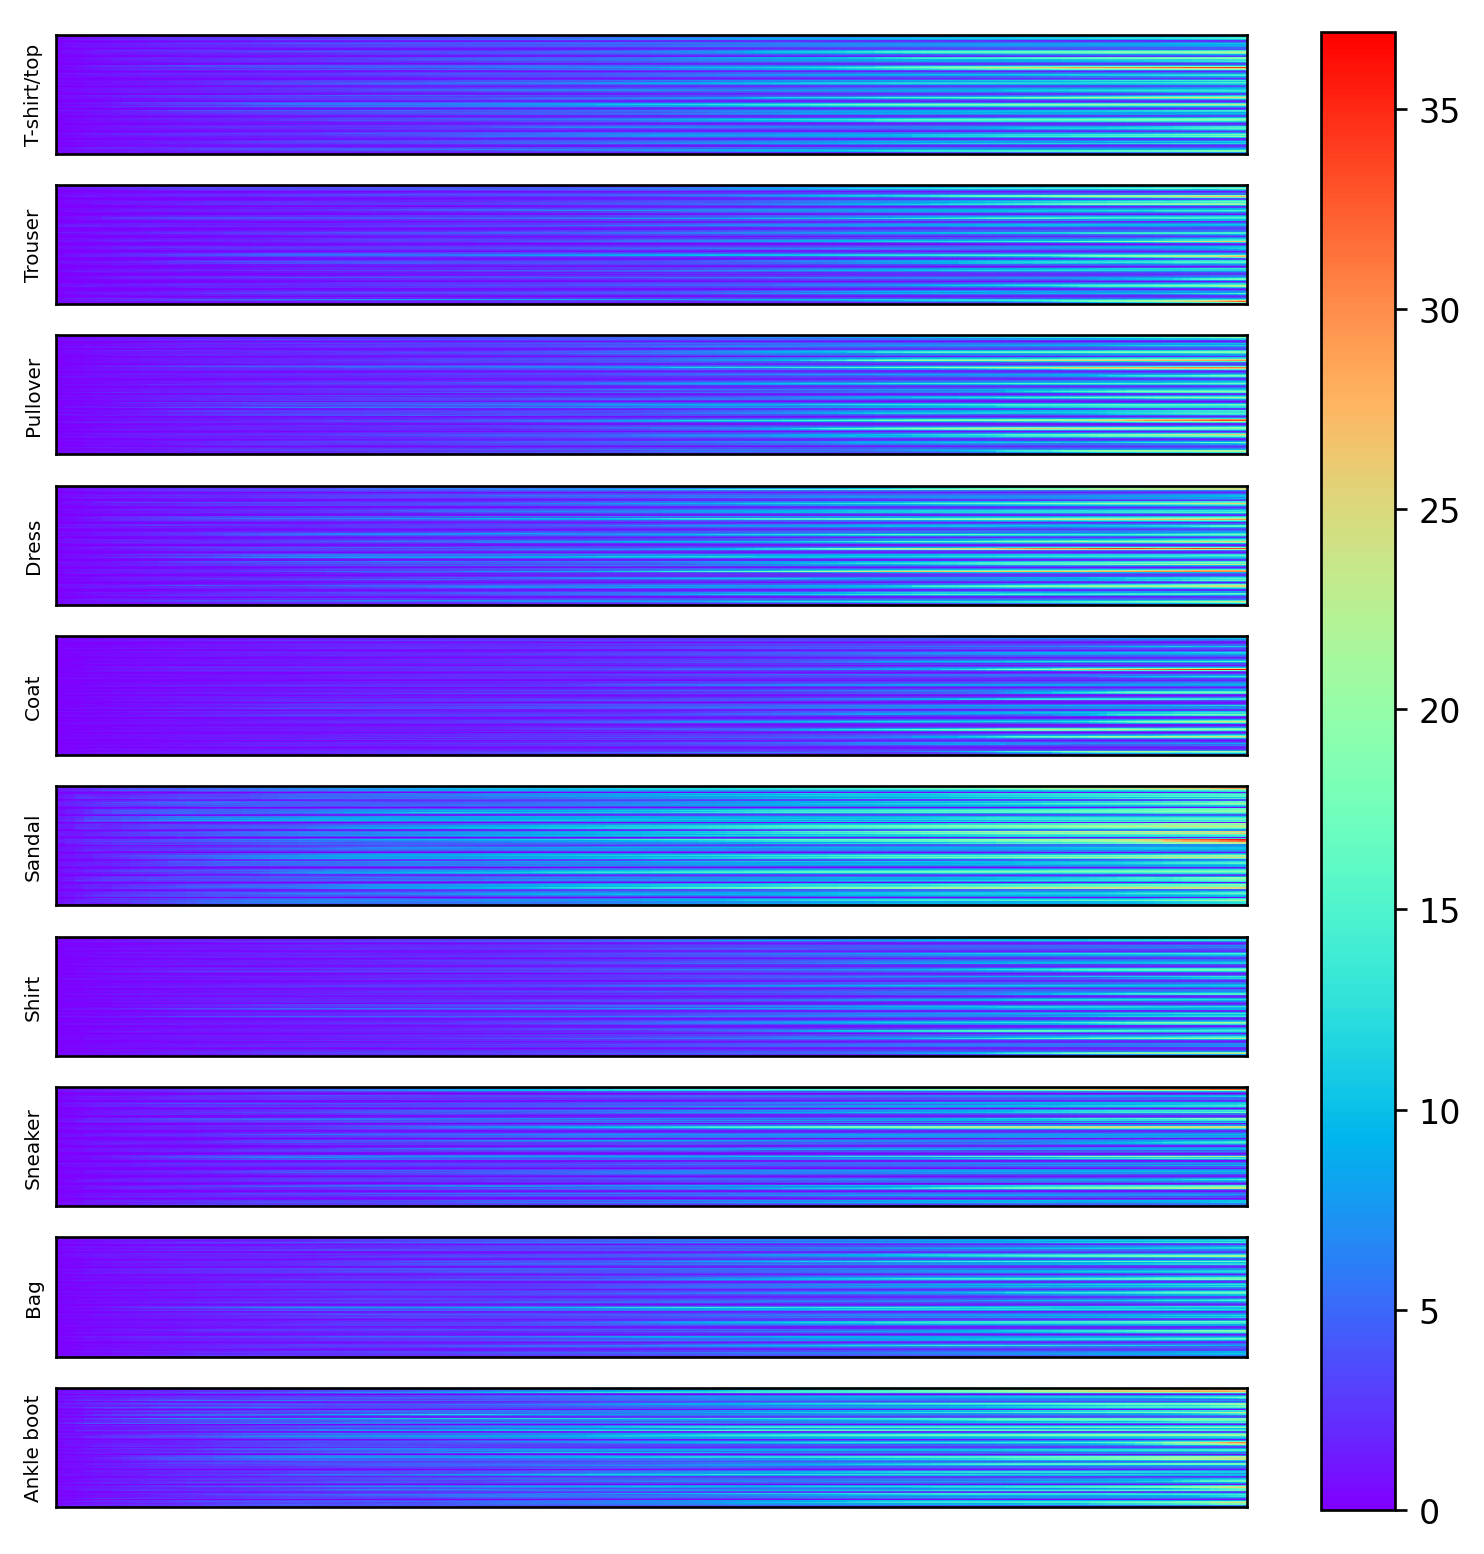 T-shirt/top
Trouser
Pullover
Dress
Coat
Sandal
Shirt
Sneaker
Bag
Ankle boot
35
30
25
20
15
10
5
0